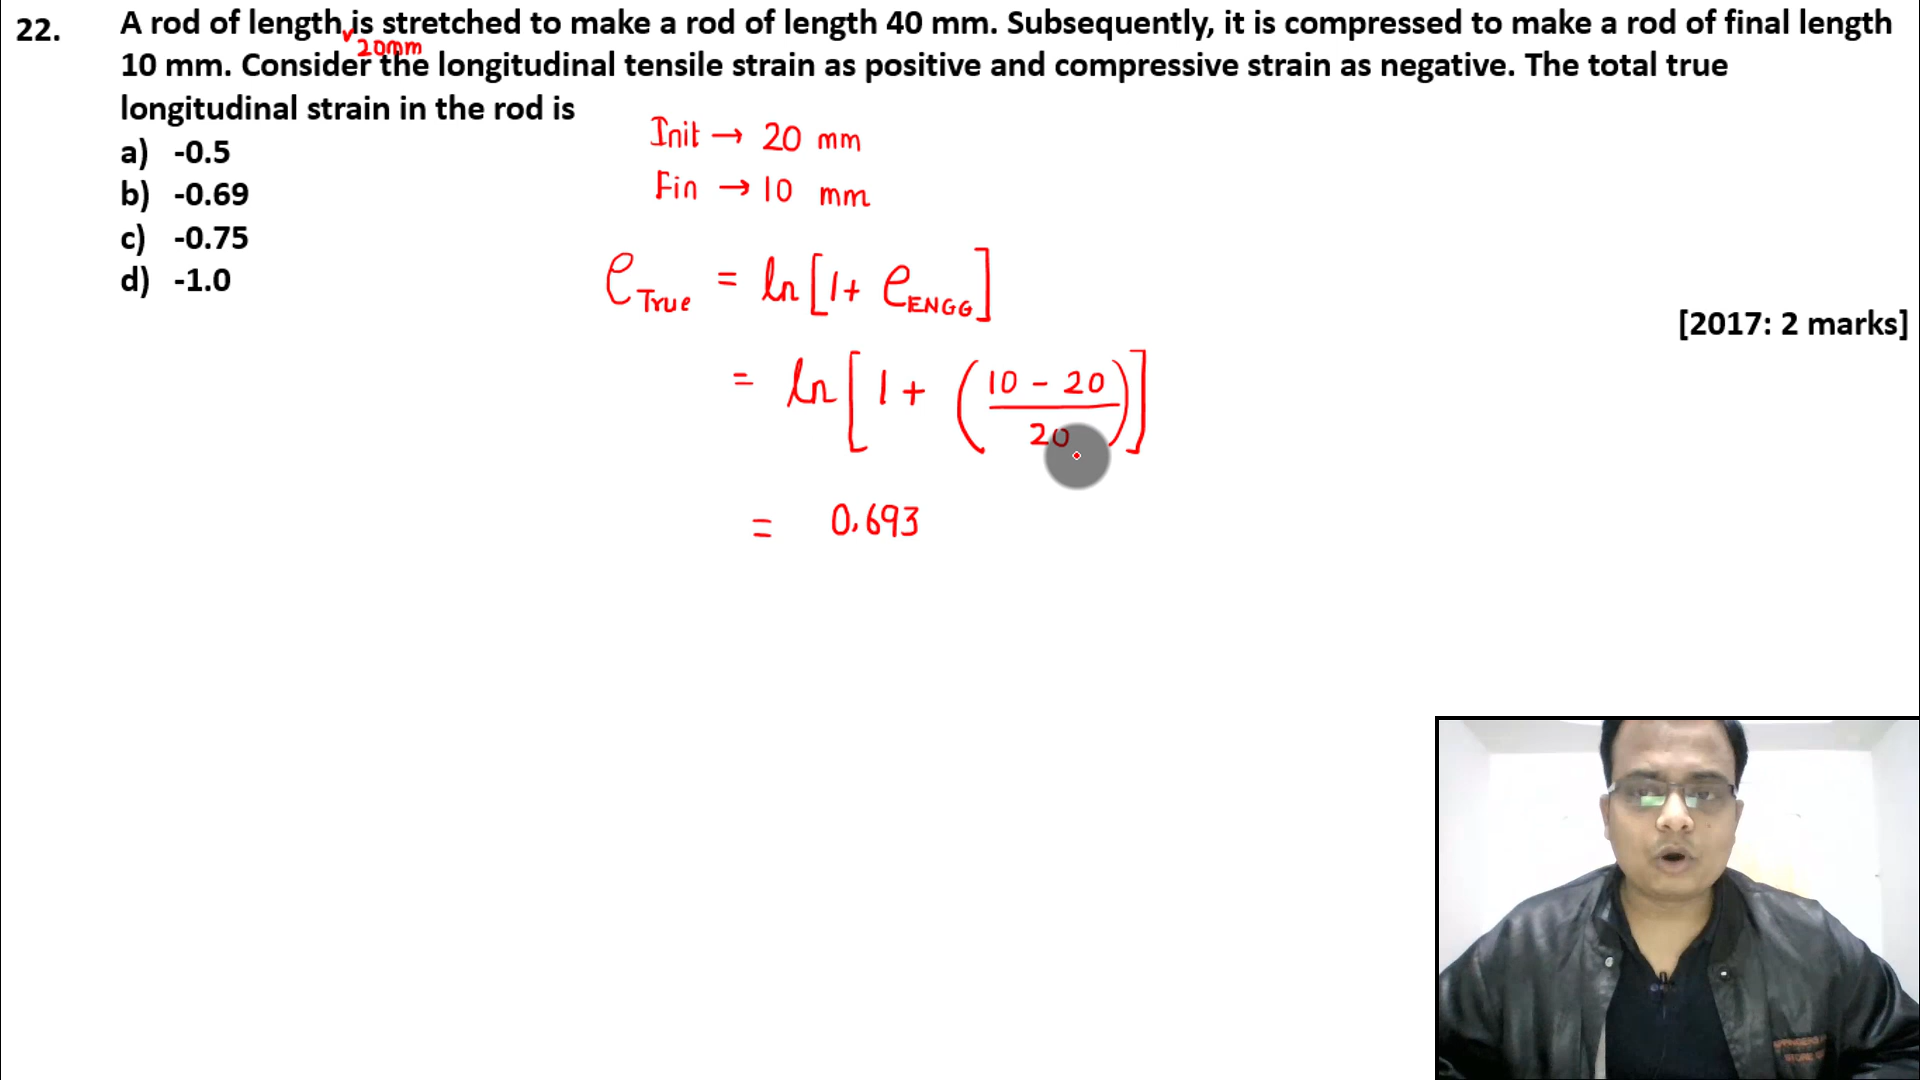 22. A rod of length 20mm is stretched to make a rod of length 40 mm. Subsequently, it is compressed to make a rod of final length
10 mm. Consider the longitudinal tensile strain as positive and compressive strain as negative. The total true
longitudinal strain in the rod is
a) -0.5
b) -0.69
c) -0.75
d) -1.0
[2017: 2 marks]
Init → 20 mm
Fin → 10 mm
e True = ln [1 + e ENGG]
= ln [1 + (10 - 20 / 20)]
= 0.693